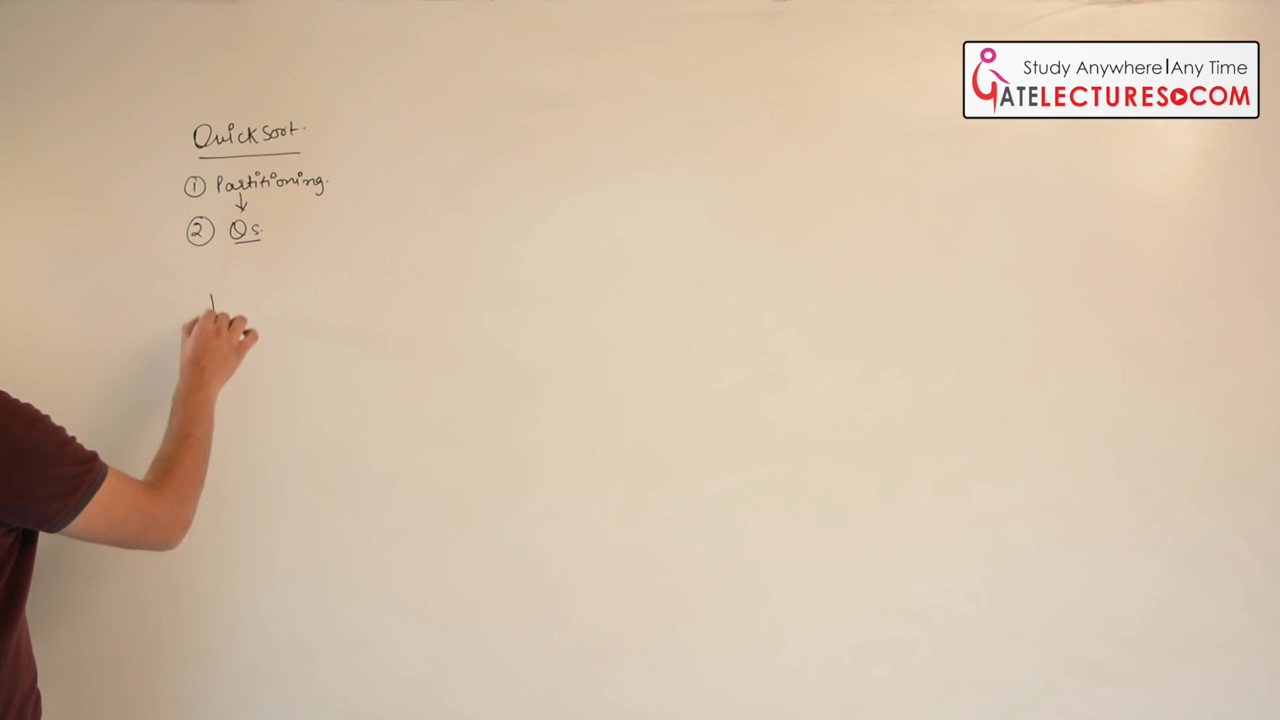 Study Anywhere|Any Time
GATELECTURES.COM
Quicksort.
① Partitioning.
↓
② Qs.